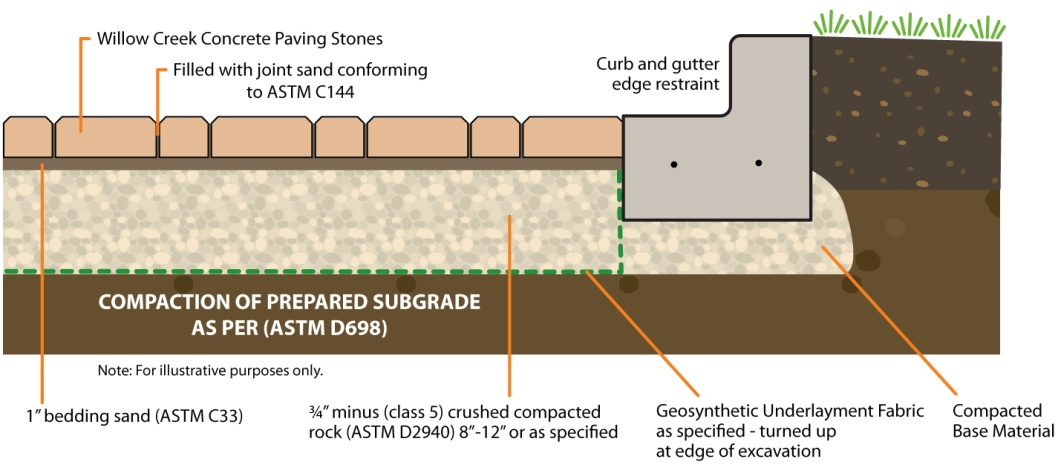 Willow Creek Concrete Paving Stones
Filled with joint sand conforming
to ASTM C144
Curb and gutter
edge restraint
COMPACTION OF PREPARED SUBGRADE
AS PER (ASTM D698)
Note: For illustrative purposes only.
1” bedding sand (ASTM C33)
¾” minus (class 5) crushed compacted
rock (ASTM D2940) 8”-12” or as specified
Geosynthetic Underlayment Fabric
as specified - turned up
at edge of excavation
Compacted
Base Material